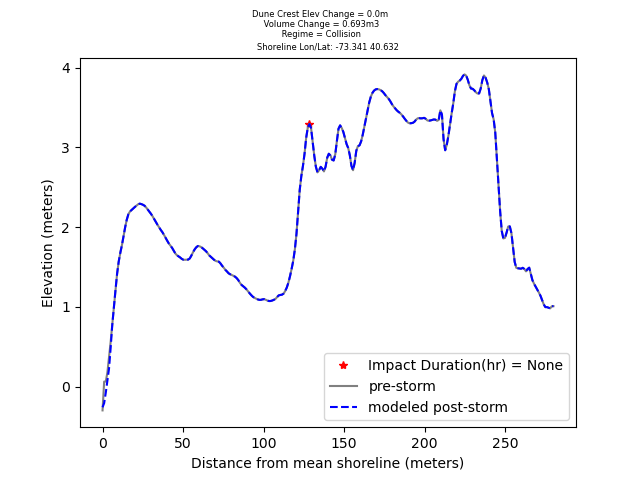 Dune Crest Elev Change = 0.0m
Volume Change = 0.693m3
Regime = Collision
Shoreline Lon/Lat: -73.341 40.632
4
3
2
1
0
Elevation (meters)
Impact Duration(hr) = None
pre-storm
modeled post-storm
0 50 100 150 200 250
Distance from mean shoreline (meters)